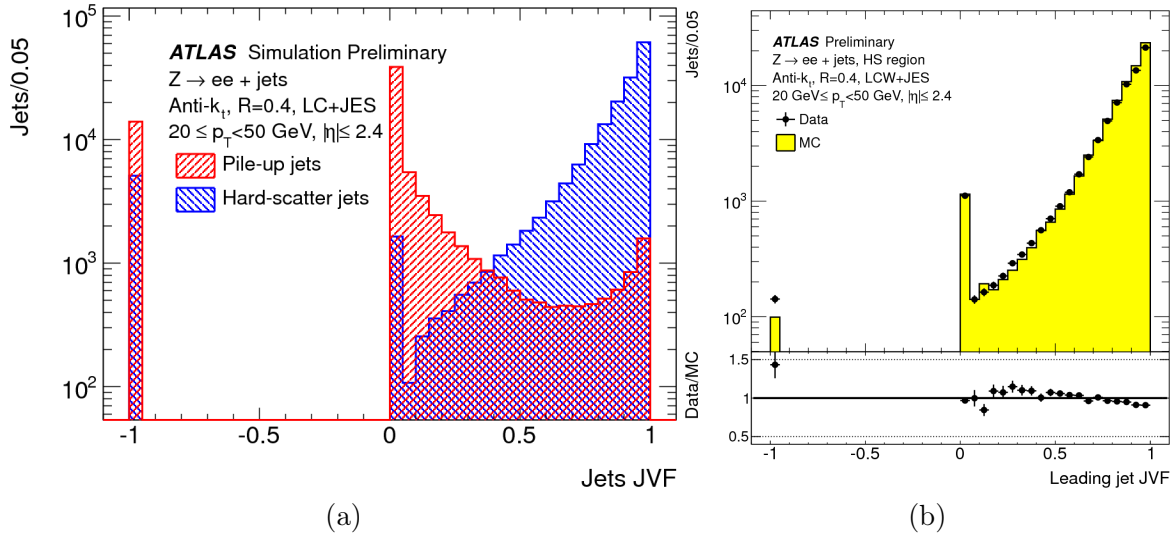 Jets/0.05
10^5
10^4
10^3
10^2
ATLAS Simulation Preliminary
Z → ee + jets
Anti-k_t, R=0.4, LC+JES
20 ≤ p_T<50 GeV, |η|≤ 2.4
Pile-up jets
Hard-scatter jets
-1
-0.5
0
0.5
1
Jets JVF
(a)
Jets/0.05
10^4
10^3
10^2
ATLAS Preliminary
Z → ee + jets, HS region
Anti-k_t, R=0.4, LCW+JES
20 GeV≤ p_T<50 GeV, |η|≤ 2.4
Data
MC
Data/MC
1.5
1
0.5
-1
-0.5
0
0.5
1
Leading jet JVF
(b)